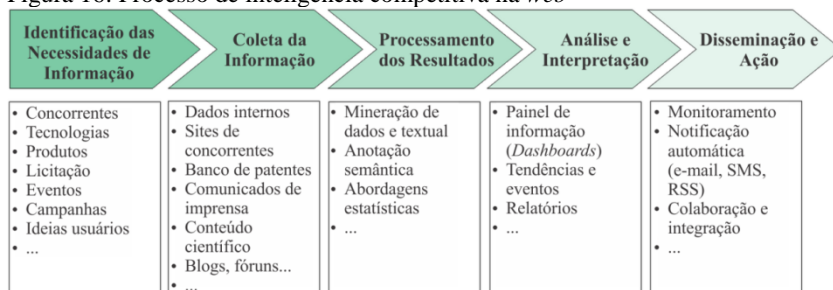 Figura 16: Processo de inteligência competitiva na web
Identificação das
Necessidades de
Informação
Coleta da
Informação
Processamento
dos Resultados
Análise e
Interpretação
Disseminação e
Ação
• Concorrentes
• Tecnologias
• Produtos
• Licitação
• Eventos
• Campanhas
• Ideias usuários
• ...
• Dados internos
• Sites de
concorrentes
• Banco de patentes
• Comunicados de
imprensa
• Conteúdo
científico
• Blogs, fóruns...
• ...
• Mineração de
dados e textual
• Anotação
semântica
• Abordagens
estatísticas
• ...
• Painel de
informação
(Dashboards)
• Tendências e
eventos
• Relatórios
• ...
• Monitoramento
• Notificação
automática
(e-mail, SMS,
RSS)
• Colaboração e
integração
• ...